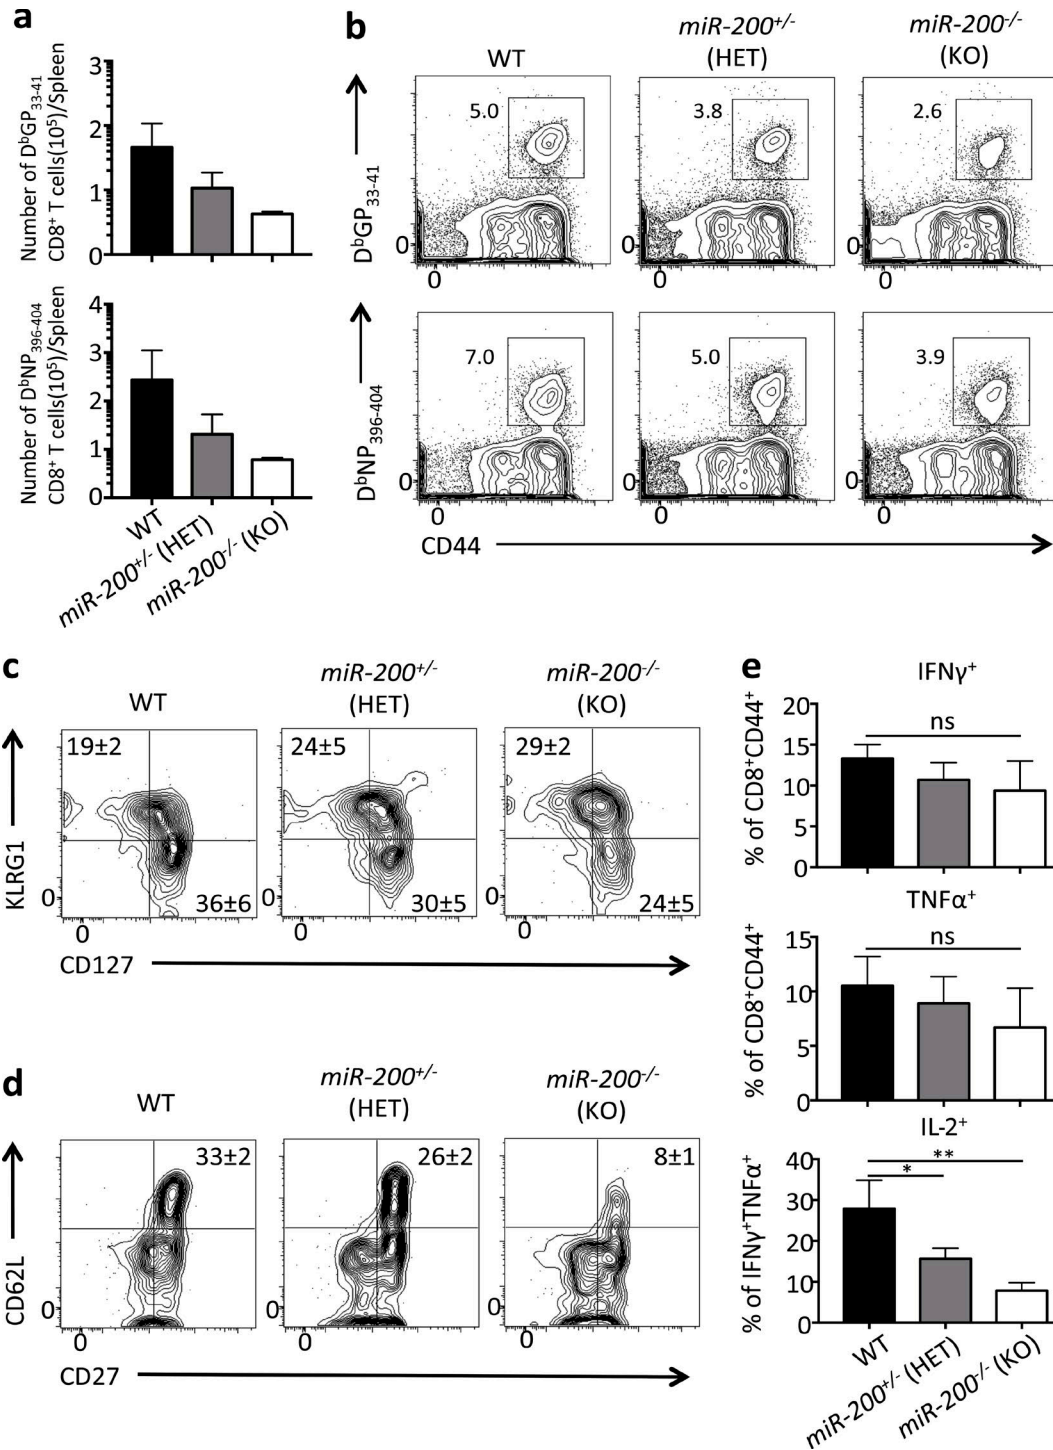 a
Number of DᵇGP₃₃₋₄₁
CD8⁺ T cells(10⁵)/Spleen
3
2
1
0
Number of DᵇNP₃₉₆₋₄₀₄
CD8⁺ T cells(10⁵)/Spleen
4
3
2
1
0
WT
miR-200⁺/⁻ (HET)
miR-200⁻/⁻ (KO)
b
WT
miR-200⁺/⁻
(HET)
miR-200⁻/⁻
(KO)
DᵇGP₃₃₋₄₁
5.0
3.8
2.6
0
0
0
0
0
0
DᵇNP₃₉₆₋₄₀₄
7.0
5.0
3.9
0
0
0
0
0
0
CD44
c
WT
miR-200⁺/⁻
(HET)
miR-200⁻/⁻
(KO)
KLRG1
19±2
24±5
29±2
36±6
30±5
24±5
0
0
0
0
0
0
CD127
d
WT
miR-200⁺/⁻
(HET)
miR-200⁻/⁻
(KO)
CD62L
33±2
26±2
8±1
0
0
0
0
0
0
CD27
e
IFNγ⁺
% of CD8⁺CD44⁺
20
15
10
5
0
ns
TNFα⁺
% of CD8⁺CD44⁺
15
10
5
0
ns
IL-2⁺
% of IFNγ⁺TNFα⁺
40
30
20
10
0
**
*
WT
miR-200⁺/⁻ (HET)
miR-200⁻/⁻ (KO)